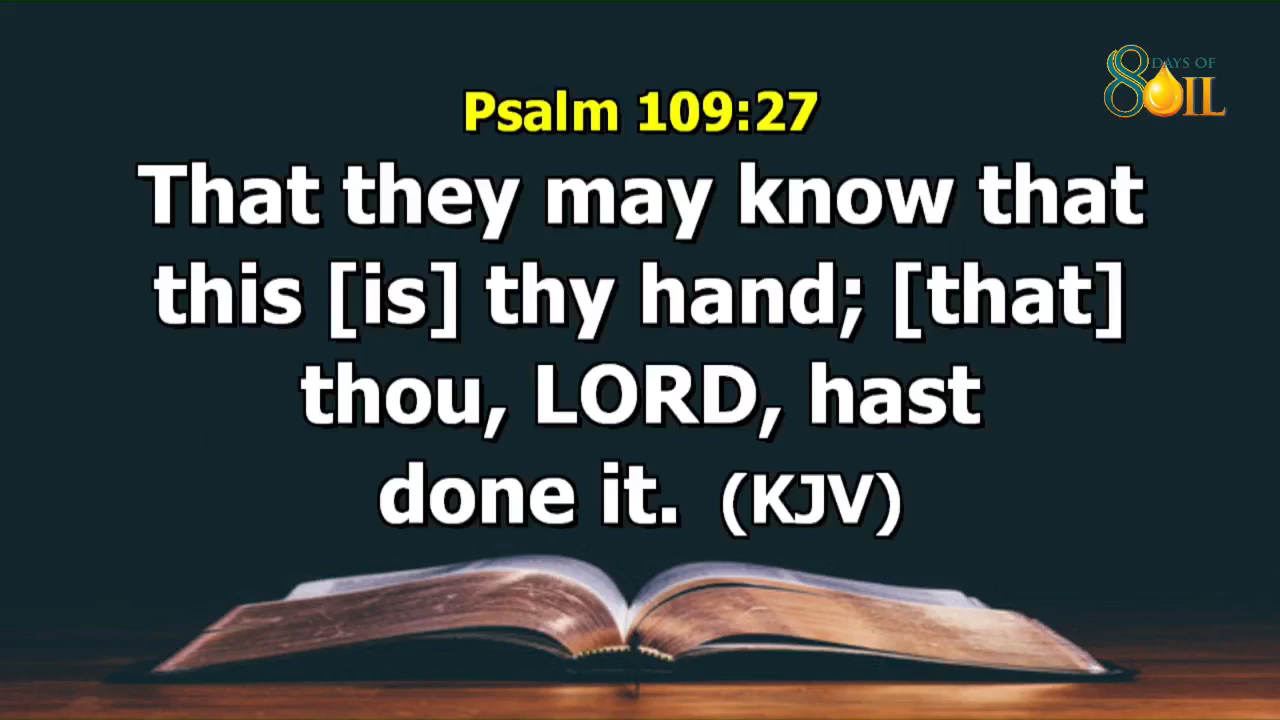 8 DAYS OF
OIL
Psalm 109:27
That they may know that
this [is] thy hand; [that]
thou, LORD, hast
done it. (KJV)